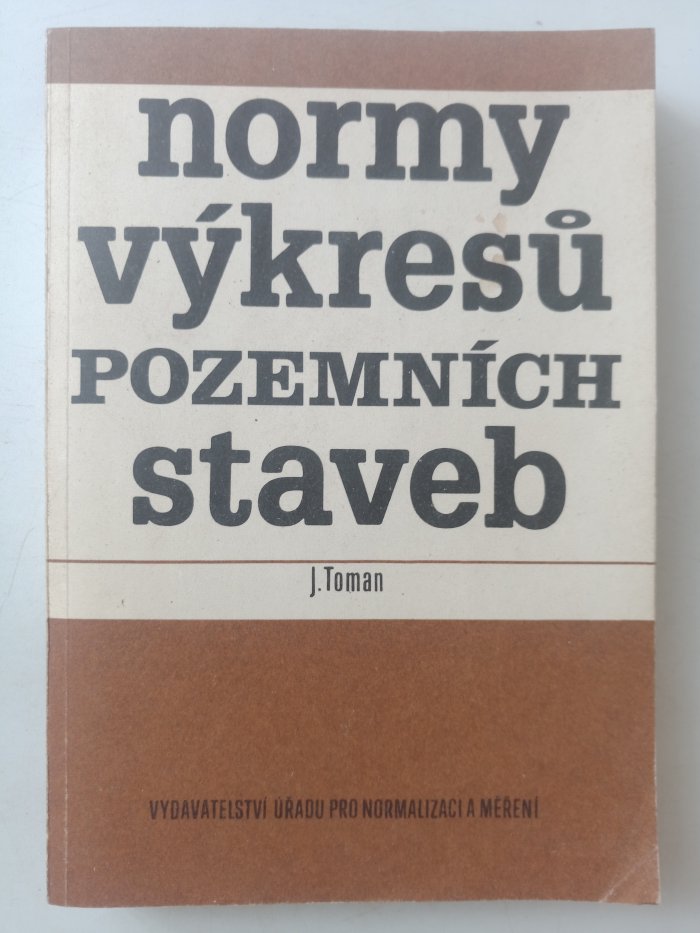 normy
výkresů
POZEMNÍCH
staveb
J. Toman
VYDAVATELSTVÍ ÚŘADU PRO NORMALIZACI A MĚŘENÍ